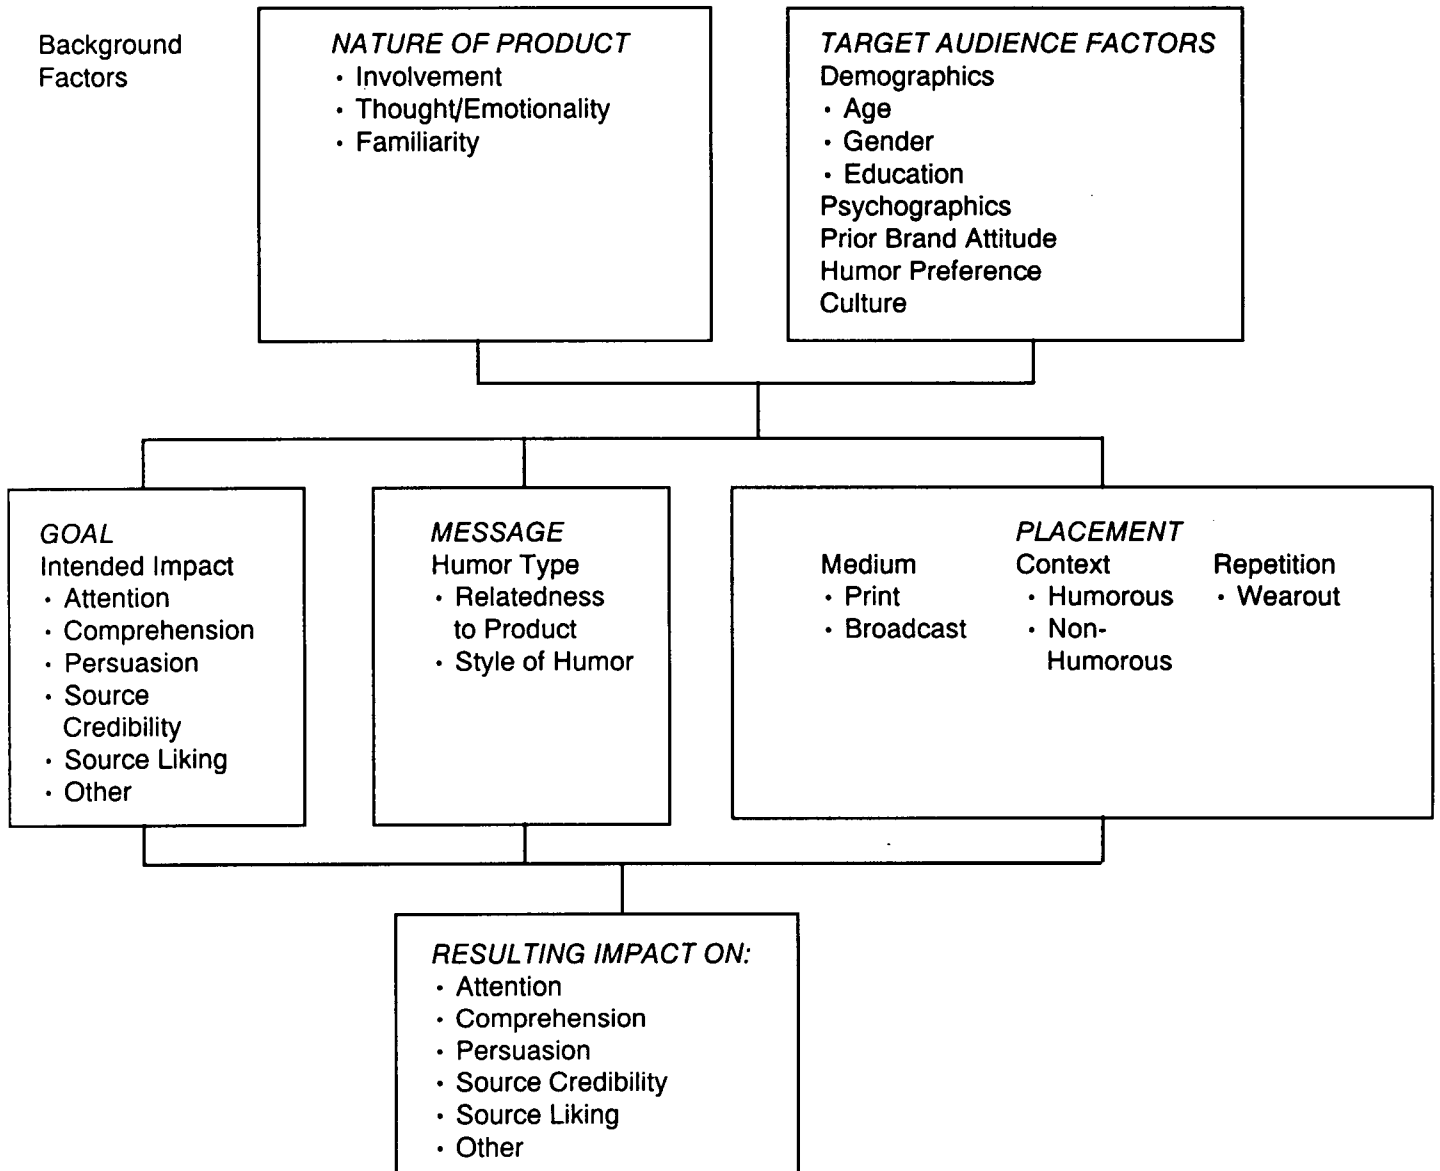 Background
Factors
NATURE OF PRODUCT
· Involvement
· Thought/Emotionality
· Familiarity
TARGET AUDIENCE FACTORS
Demographics
· Age
· Gender
· Education
Psychographics
Prior Brand Attitude
Humor Preference
Culture
GOAL
Intended Impact
· Attention
· Comprehension
· Persuasion
· Source
Credibility
· Source Liking
· Other
MESSAGE
Humor Type
· Relatedness
to Product
· Style of Humor
PLACEMENT
Medium
· Print
· Broadcast
Context
· Humorous
· Non-
Humorous
Repetition
· Wearout
RESULTING IMPACT ON:
· Attention
· Comprehension
· Persuasion
· Source Credibility
· Source Liking
· Other